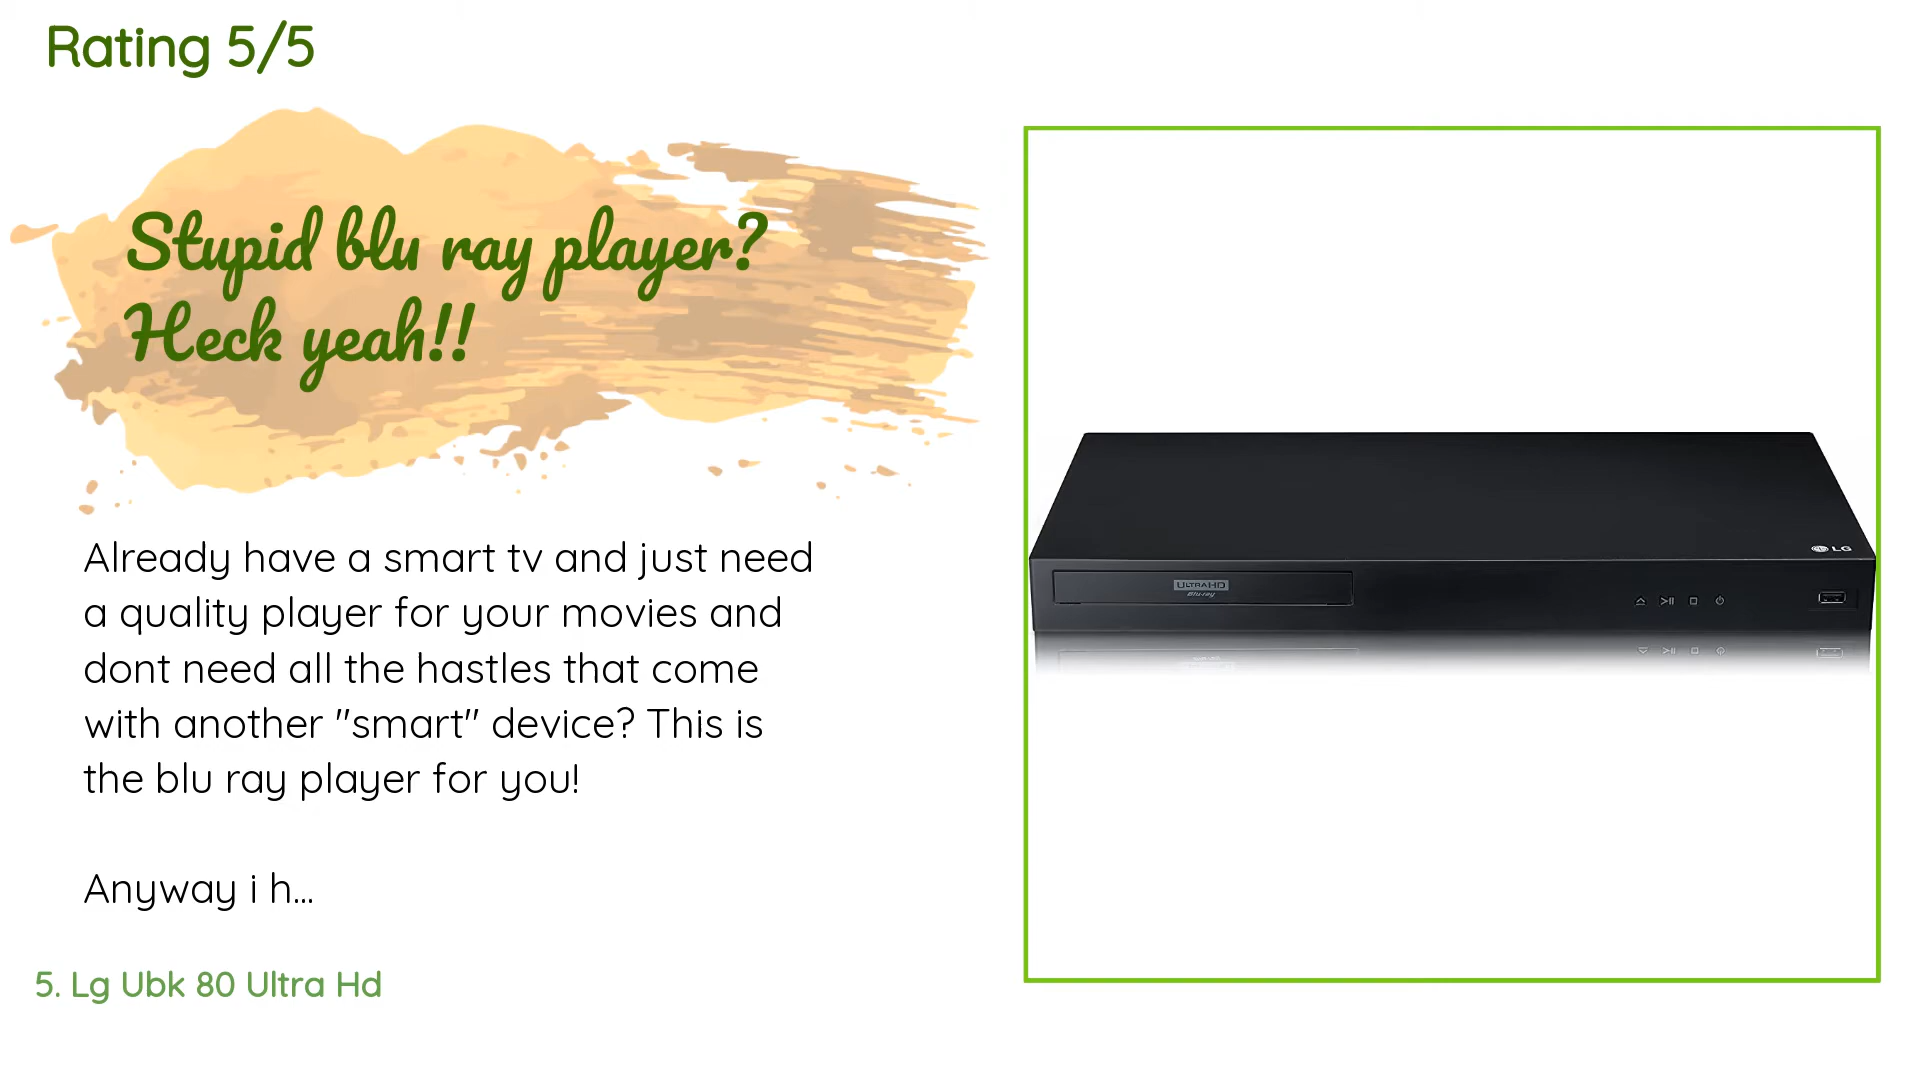 Rating 5/5
Stupid blu ray player?
Heck yeah!!
Already have a smart tv and just need
a quality player for your movies and
dont need all the hastles that come
with another "smart" device? This is
the blu ray player for you!
Anyway i h...
5. Lg Ubk 80 Ultra Hd
LG
ULTRA HD
Blu-ray